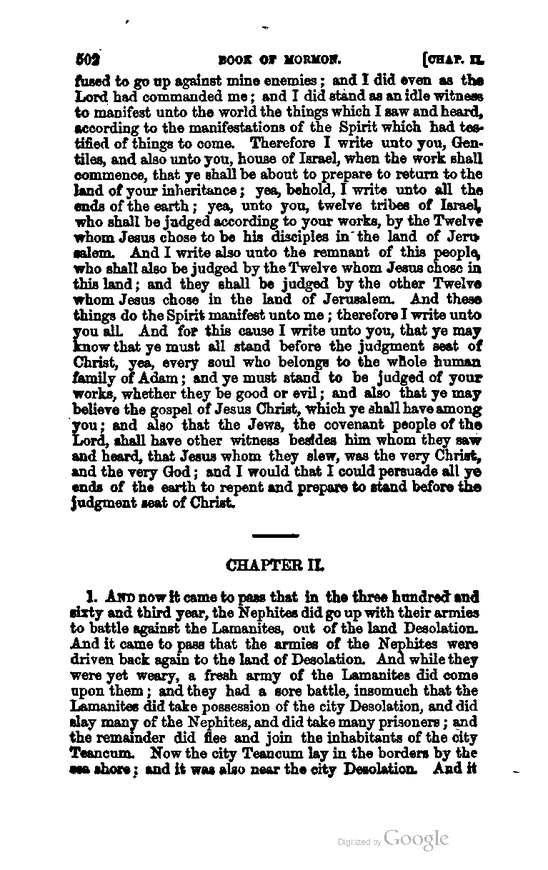 502 BOOK OF MORMON. [CHAP. II.
fused to go up against mine enemies; and I did even as the
Lord had commanded me; and I did stand as an idle witness
to manifest unto the world the things which I saw and heard,
according to the manifestations of the Spirit which had tes-
tified of things to come. Therefore I write unto you, Gen-
tiles, and also unto you, house of Israel, when the work shall
commence, that ye shall be about to prepare to return to the
land of your inheritance; yea, behold, I write unto all the
ends of the earth; yea, unto you, twelve tribes of Israel,
who shall be judged according to your works, by the Twelve
whom Jesus chose to be his disciples in the land of Jeru-
salem. And I write also unto the remnant of this people,
who shall also be judged by the Twelve whom Jesus chose in
this land; and they shall be judged by the other Twelve
whom Jesus chose in the land of Jerusalem. And these
things do the Spirit manifest unto me; therefore I write unto
you all. And for this cause I write unto you, that ye may
know that ye must all stand before the judgment seat of
Christ, yea, every soul who belongs to the whole human
family of Adam; and ye must stand to be judged of your
works, whether they be good or evil; and also that ye may
believe the gospel of Jesus Christ, which ye shall have among
you; and also that the Jews, the covenant people of the
Lord, shall have other witness besides him whom they saw
and heard, that Jesus whom they slew, was the very Christ,
and the very God; and I would that I could persuade all ye
ends of the earth to repent and prepare to stand before the
judgment seat of Christ.
CHAPTER II.
1. AND now it came to pass that in the three hundred and
sixty and third year, the Nephites did go up with their armies
to battle against the Lamanites, out of the land Desolation.
And it came to pass that the armies of the Nephites were
driven back again to the land of Desolation. And while they
were yet weary, a fresh army of the Lamanites did come
upon them; and they had a sore battle, insomuch that the
Lamanites did take possession of the city Desolation, and did
slay many of the Nephites, and did take many prisoners; and
the remainder did flee and join the inhabitants of the city
Teancum. Now the city Teancum lay in the borders by the
sea shore; and it was also near the city Desolation. And it
Digitized by Google